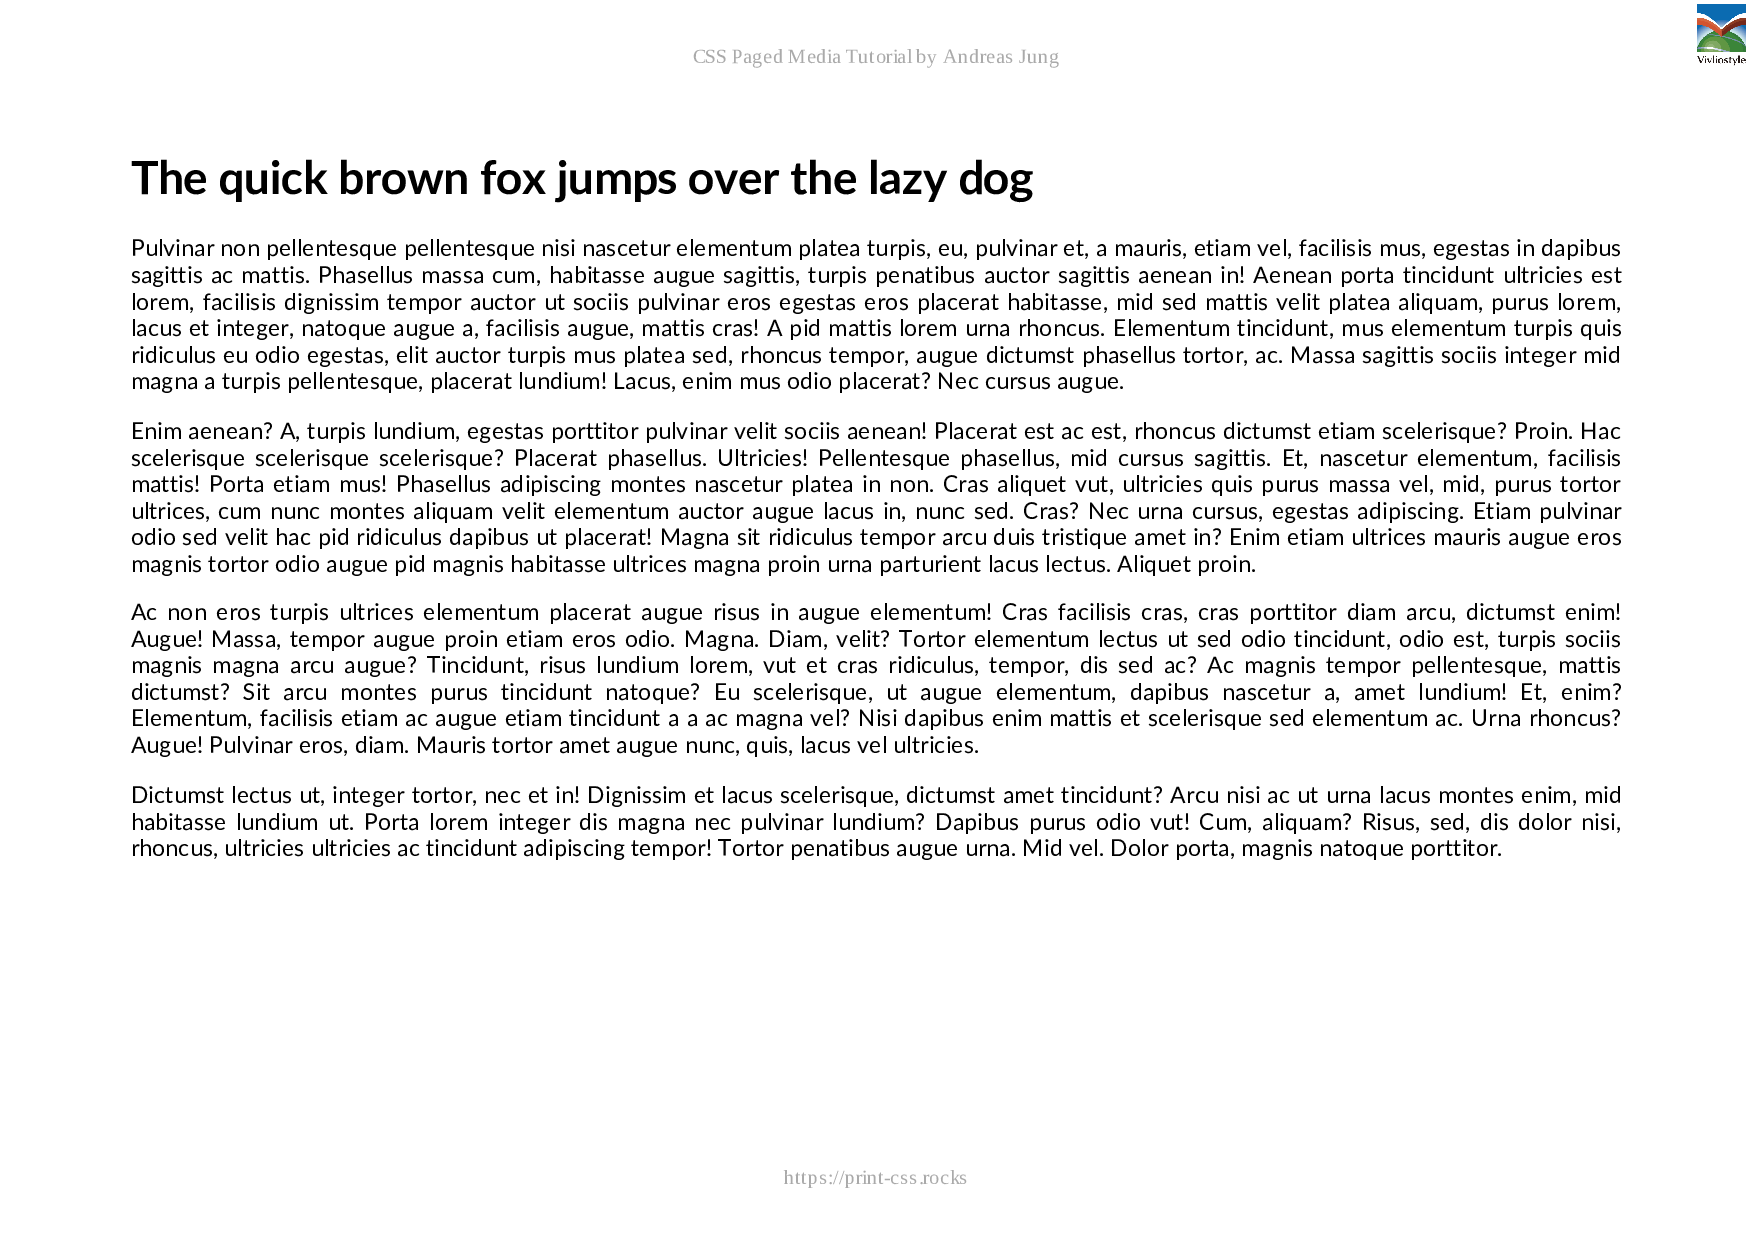 CSS Paged Media Tutorial by Andreas Jung
Vivliostyle
The quick brown fox jumps over the lazy dog
Pulvinar non pellentesque pellentesque nisi nascetur elementum platea turpis, eu, pulvinar et, a mauris, etiam vel, facilisis mus, egestas in dapibus
sagittis ac mattis. Phasellus massa cum, habitasse augue sagittis, turpis penatibus auctor sagittis aenean in! Aenean porta tincidunt ultricies est
lorem, facilisis dignissim tempor auctor ut sociis pulvinar eros egestas eros placerat habitasse, mid sed mattis velit platea aliquam, purus lorem,
lacus et integer, natoque augue a, facilisis augue, mattis cras! A pid mattis lorem urna rhoncus. Elementum tincidunt, mus elementum turpis quis
ridiculus eu odio egestas, elit auctor turpis mus platea sed, rhoncus tempor, augue dictumst phasellus tortor, ac. Massa sagittis sociis integer mid
magna a turpis pellentesque, placerat lundium! Lacus, enim mus odio placerat? Nec cursus augue.
Enim aenean? A, turpis lundium, egestas porttitor pulvinar velit sociis aenean! Placerat est ac est, rhoncus dictumst etiam scelerisque? Proin. Hac
scelerisque scelerisque scelerisque? Placerat phasellus. Ultricies! Pellentesque phasellus, mid cursus sagittis. Et, nascetur elementum, facilisis
mattis! Porta etiam mus! Phasellus adipiscing montes nascetur platea in non. Cras aliquet vut, ultricies quis purus massa vel, mid, purus tortor
ultrices, cum nunc montes aliquam velit elementum auctor augue lacus in, nunc sed. Cras? Nec urna cursus, egestas adipiscing. Etiam pulvinar
odio sed velit hac pid ridiculus dapibus ut placerat! Magna sit ridiculus tempor arcu duis tristique amet in? Enim etiam ultrices mauris augue eros
magnis tortor odio augue pid magnis habitasse ultrices magna proin urna parturient lacus lectus. Aliquet proin.
Ac non eros turpis ultrices elementum placerat augue risus in augue elementum! Cras facilisis cras, cras porttitor diam arcu, dictumst enim!
Augue! Massa, tempor augue proin etiam eros odio. Magna. Diam, velit? Tortor elementum lectus ut sed odio tincidunt, odio est, turpis sociis
magnis magna arcu augue? Tincidunt, risus lundium lorem, vut et cras ridiculus, tempor, dis sed ac? Ac magnis tempor pellentesque, mattis
dictumst? Sit arcu montes purus tincidunt natoque? Eu scelerisque, ut augue elementum, dapibus nascetur a, amet lundium! Et, enim?
Elementum, facilisis etiam ac augue etiam tincidunt a a ac magna vel? Nisi dapibus enim mattis et scelerisque sed elementum ac. Urna rhoncus?
Augue! Pulvinar eros, diam. Mauris tortor amet augue nunc, quis, lacus vel ultricies.
Dictumst lectus ut, integer tortor, nec et in! Dignissim et lacus scelerisque, dictumst amet tincidunt? Arcu nisi ac ut urna lacus montes enim, mid
habitasse lundium ut. Porta lorem integer dis magna nec pulvinar lundium? Dapibus purus odio vut! Cum, aliquam? Risus, sed, dis dolor nisi,
rhoncus, ultricies ultricies ac tincidunt adipiscing tempor! Tortor penatibus augue urna. Mid vel. Dolor porta, magnis natoque porttitor.
https://print-css.rocks